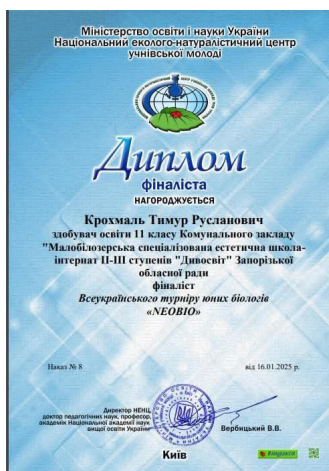 Міністерство освіти і науки України
Національний еколого-натуралістичний центр
учнівської молоді
Диплом
фіналіста
НАГОРОДЖУЄТЬСЯ
Крохмаль Тимур Русланович
здобувач освіти 11 класу Комунального закладу
"Малобілозерська спеціалізована естетична школа-
інтернат ІІ-ІІІ ступенів "Дивосвіт" Запорізької
обласної ради
фіналіст
Всеукраїнського турніру юних біологів
«NEOBIO»
Наказ № 8
від 16.01.2025 р.
Директор НЕНЦ,
доктор педагогічних наук, професор,
академік Національної академії наук
вищої освіти України
Вербицький В.В.
Київ